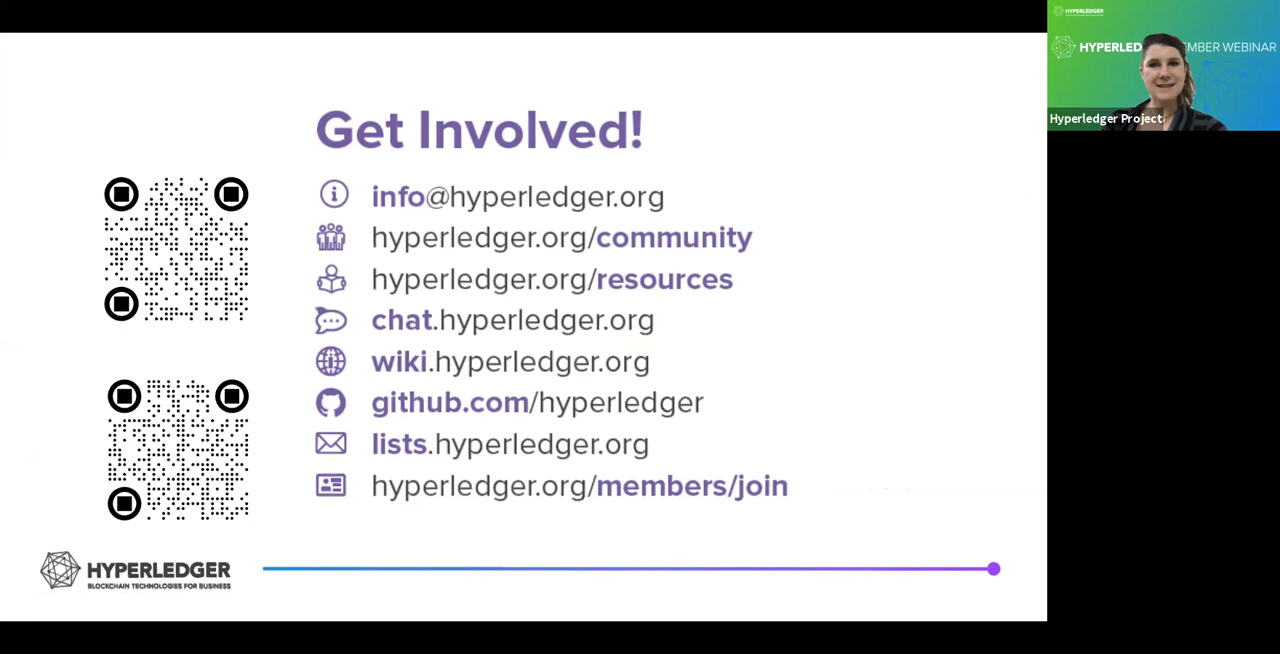 Get Involved!
info@hyperledger.org
hyperledger.org/community
hyperledger.org/resources
chat.hyperledger.org
wiki.hyperledger.org
github.com/hyperledger
lists.hyperledger.org
hyperledger.org/members/join
HYPERLEDGER
BLOCKCHAIN TECHNOLOGIES FOR BUSINESS
HYPERLEDGER
HYPERLED MBER WEBINAR
Hyperledger Project